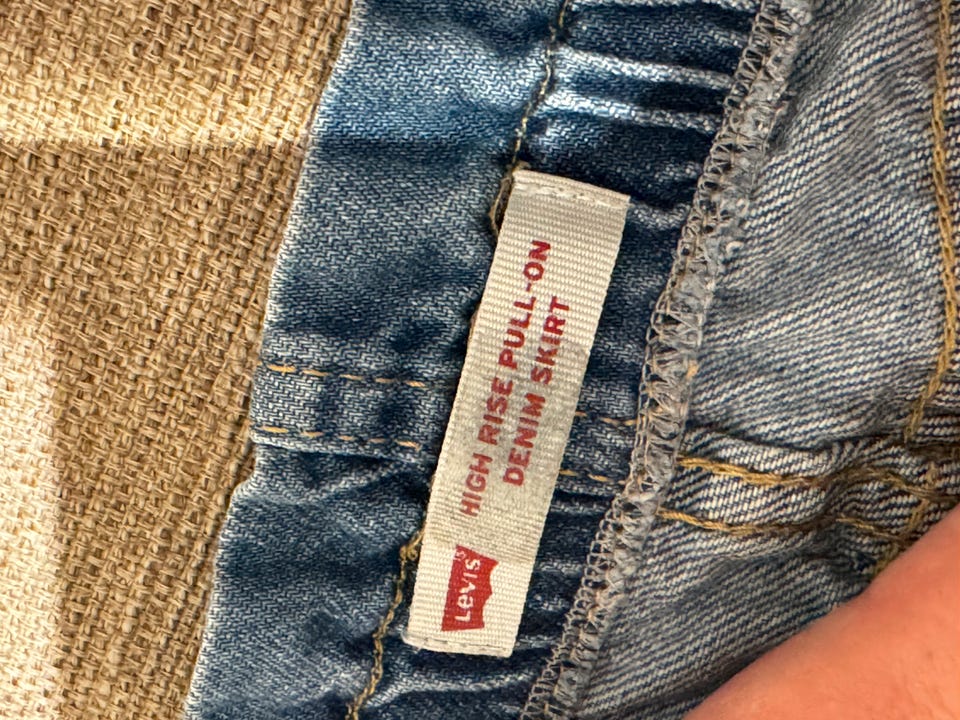 Levi's
HIGH RISE PULL-ON
DENIM SKIRT